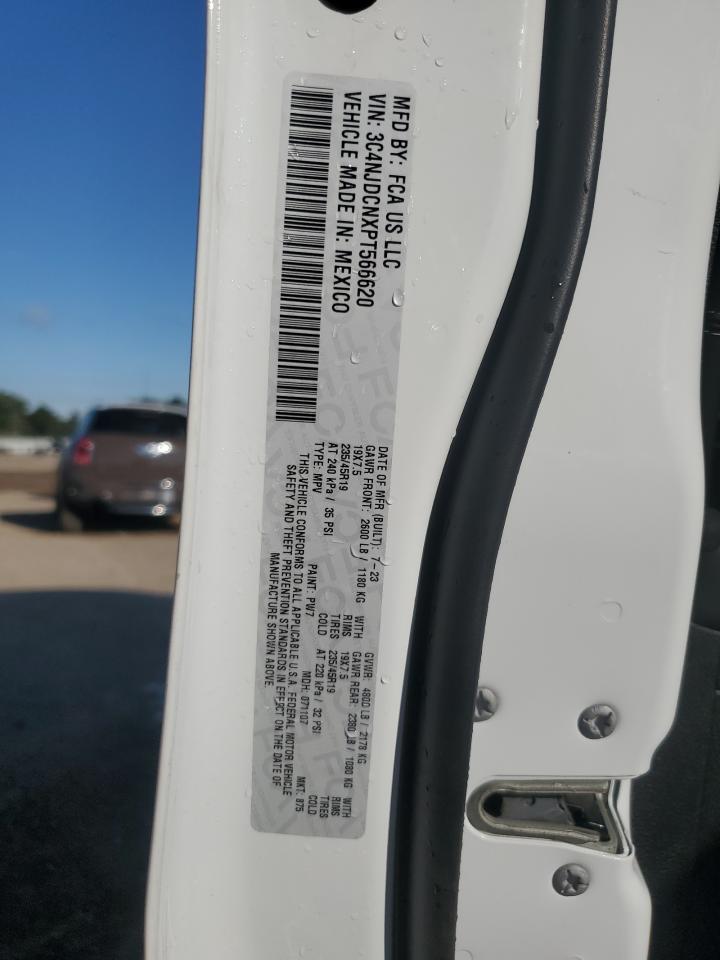 MFD BY: FCA US LLC
VIN: 3C4NJDCNXPT566620
VEHICLE MADE IN: MEXICO
DATE OF MFR (BUILT): 7-23 GVWR: 4800 LB / 2178 KG
GAWR FRONT: 2600 LB / 1180 KG WITH GAWR REAR: 2380 LB / 1080 KG WITH
19X7.5 RIMS 19X7.5 RIMS
235/45R19 TIRES 235/45R19 TIRES
AT 240 kPa / 35 PSI COLD AT 220 kPa / 32 PSI COLD
TYPE: MPV PAINT: PW7 MDH: 071107 MKT: 875
THIS VEHICLE CONFORMS TO ALL APPLICABLE U.S.A. FEDERAL MOTOR VEHICLE
SAFETY AND THEFT PREVENTION STANDARDS IN EFFECT ON THE DATE OF
MANUFACTURE SHOWN ABOVE.